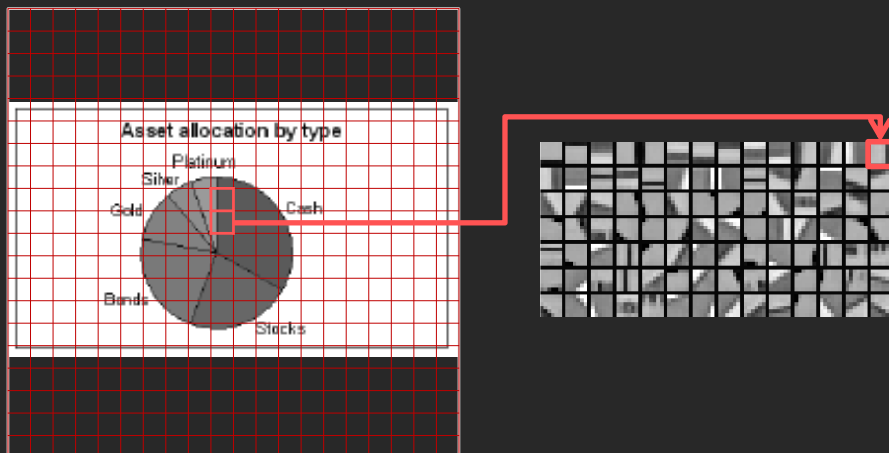 Asset allocation by type
Platinum
Silver
Gold
Cash
Bonds
Stocks